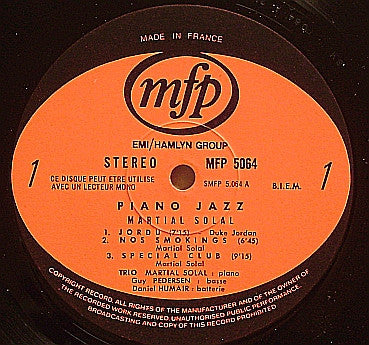 MADE IN FRANCE
mfp
EMI/HAMLYN GROUP
STEREO MFP 5064
1 1
CE DISQUE PEUT ETRE UTILISE
AVEC UN LECTEUR MONO
SMFP 5.064 A B.I.E.M.
PIANO JAZZ
MARTIAL SOLAL
1. JORDU (7'15) - Duke Jordan
2. NOS SMOKINGS (6'45)
Martial Solal
3. SPECIAL CLUB (9'15)
Martial Solal
TRIO MARTIAL SOLAL : piano
Guy PEDERSEN : basse
Daniel HUMAIR : batterie
COPYRIGHT RECORD. ALL RIGHTS OF THE MANUFACTURER AND OF THE OWNER OF
THE RECORDED WORK RESERVED. UNAUTHORISED PUBLIC PERFORMANCE,
BROADCASTING AND COPY OF THIS RECORD PROHIBITED